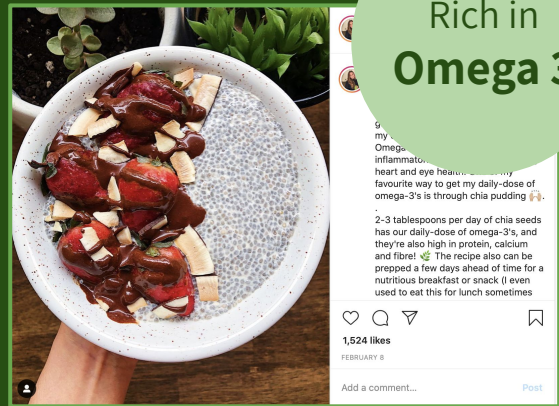 Rich in
Omega 3
my
Omega
inflammato
heart and eye health.
my
favourite way to get my daily-dose of
omega-3's is through chia pudding 🙌🏼
.
2-3 tablespoons per day of chia seeds
has our daily-dose of omega-3's, and
they're also high in protein, calcium
and fibre! 🌿 The recipe also can be
prepped a few days ahead of time for a
nutritious breakfast or snack (I even
used to eat this for lunch sometimes
1,524 likes
FEBRUARY 8
Add a comment...
Post